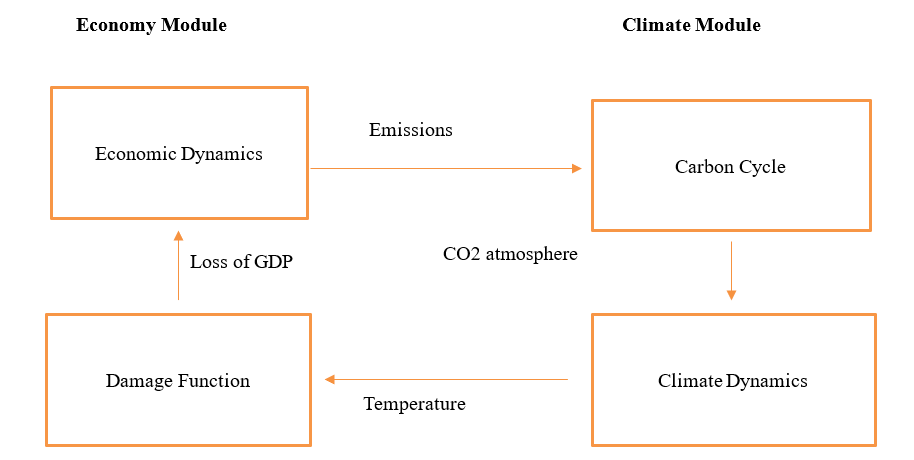 Economy Module
Climate Module
Economic Dynamics
Emissions
Carbon Cycle
Loss of GDP
CO2 atmosphere
Damage Function
Temperature
Climate Dynamics